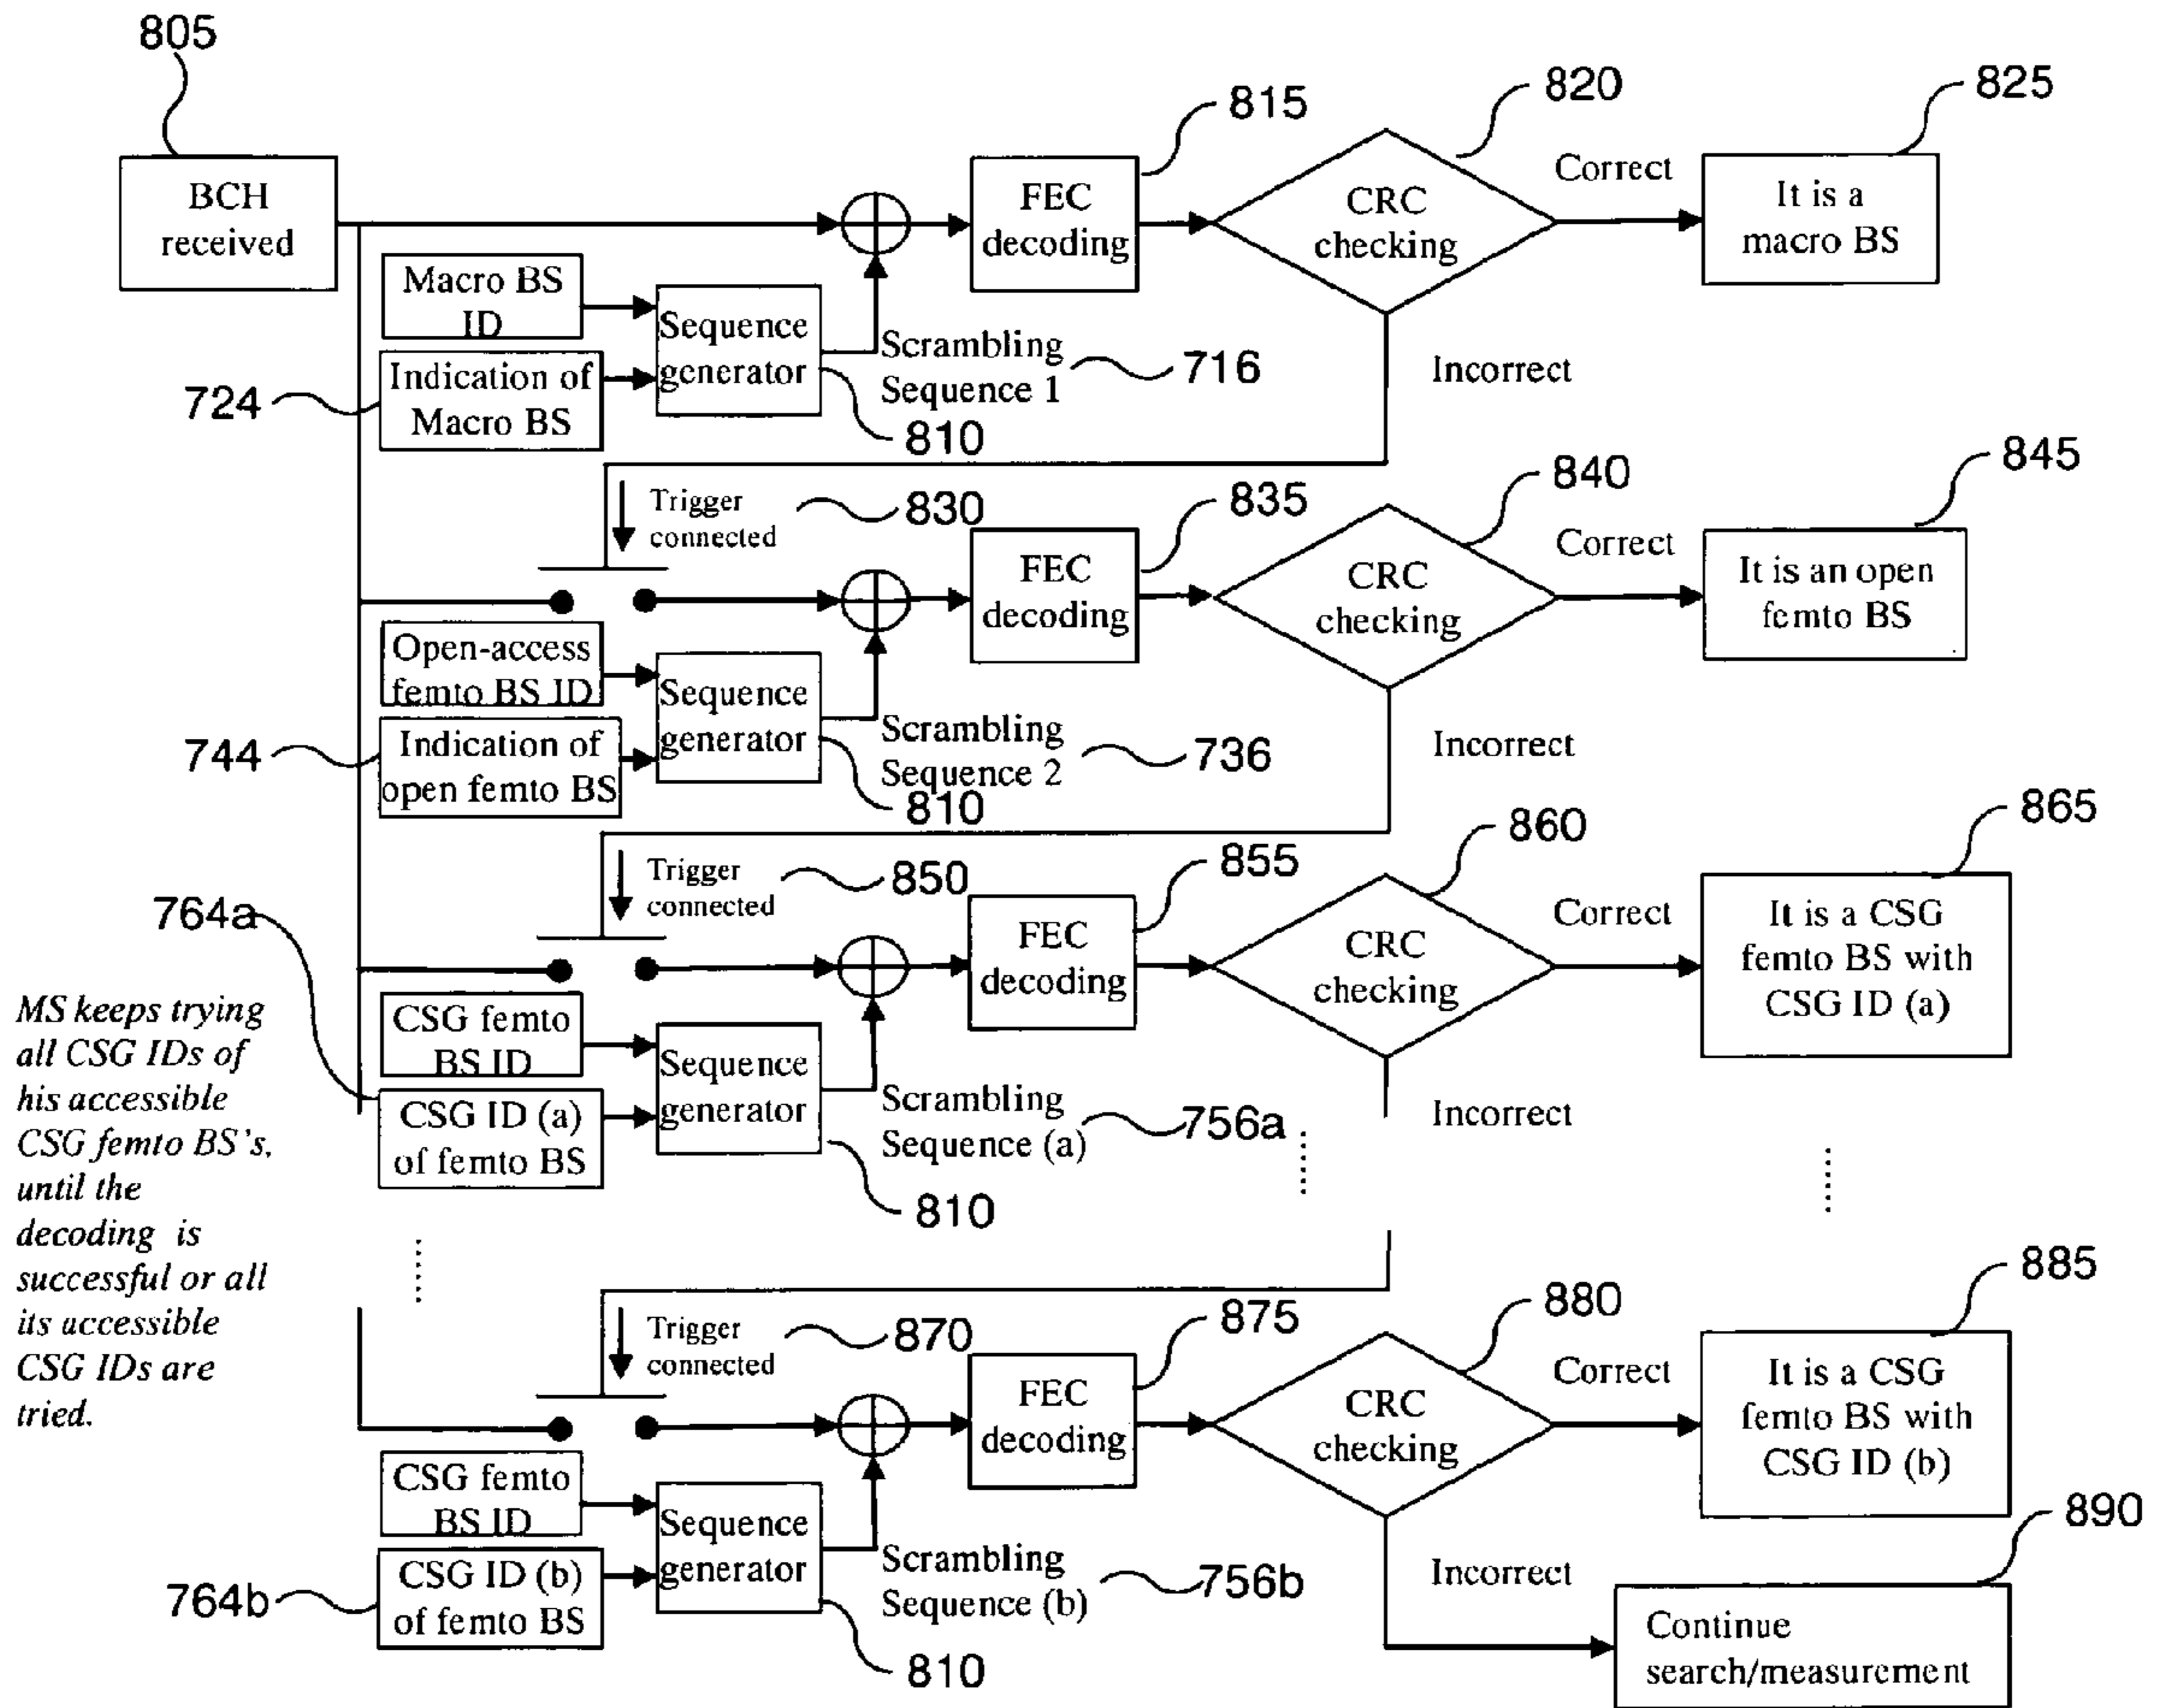 805
BCH
received
Macro BS
ID
Indication of
Macro BS
724
Sequence
generator
810
Scrambling
Sequence 1
716
FEC
decoding
815
CRC
checking
820
Correct
It is a
macro BS
825
Incorrect
Trigger
connected
830
Open-access
femto BS ID
Indication of
open femto BS
744
Sequence
generator
810
Scrambling
Sequence 2
736
FEC
decoding
835
CRC
checking
840
Correct
It is an open
femto BS
845
Incorrect
Trigger
connected
850
764a
CSG femto
BS ID
CSG ID (a)
of femto BS
Sequence
generator
810
Scrambling
Sequence (a)
756a
FEC
decoding
855
CRC
checking
860
Correct
It is a CSG
femto BS with
CSG ID (a)
865
Incorrect
MS keeps trying
all CSG IDs of
his accessible
CSG femto BS's,
until the
decoding is
successful or all
its accessible
CSG IDs are
tried.
Trigger
connected
870
CSG femto
BS ID
CSG ID (b)
of femto BS
764b
Sequence
generator
810
Scrambling
Sequence (b)
756b
FEC
decoding
875
CRC
checking
880
Correct
It is a CSG
femto BS with
CSG ID (b)
885
Incorrect
Continue
search/measurement
890